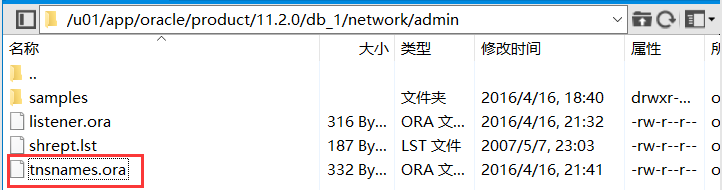 /u01/app/oracle/product/11.2.0/db_1/network/admin
名称 大小 类型 修改时间 属性
..
samples 文件夹 2016/4/16, 18:40 drwxr-... o
listener.ora 316 By... ORA 文... 2016/4/16, 21:32 -rw-r--r-- o
shrept.lst 187 By... LST 文件 2007/5/7, 23:03 -rw-r--r-- o
tnsnames.ora 332 By... ORA 文... 2016/4/16, 21:41 -rw-r--r-- o